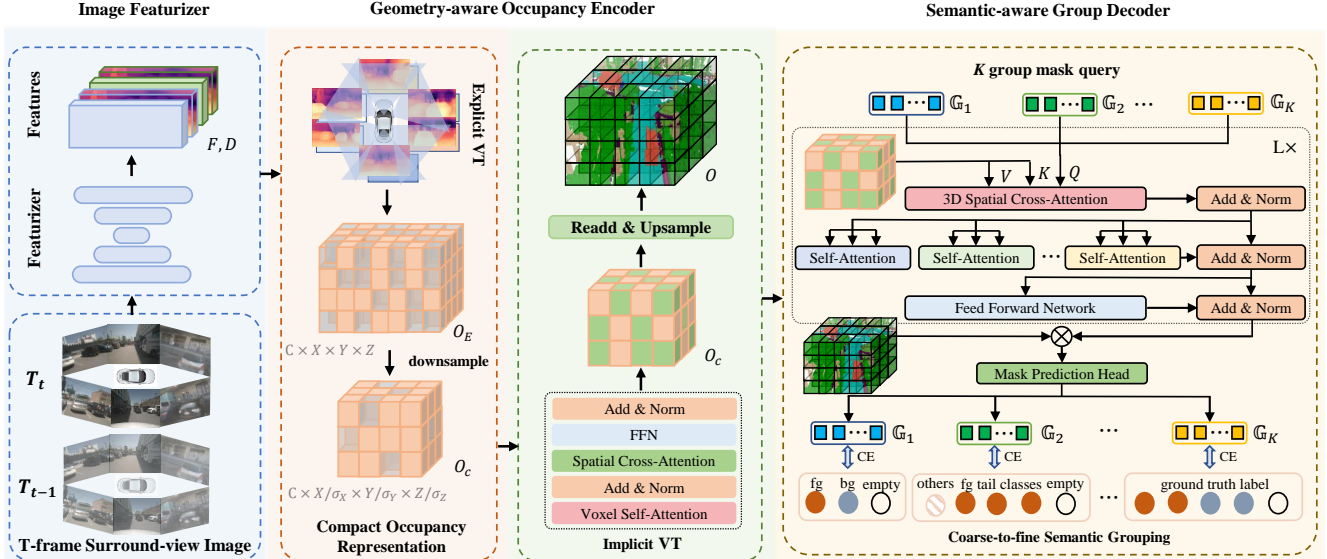 Image Featurizer
Geometry-aware Occupancy Encoder
Semantic-aware Group Decoder
Features
F, D
Featurizer
T_t
T_{t-1}
T-frame Surround-view Image
Explicit VT
O_E
C × X × Y × Z
downsample
O_c
C × X/σ_X × Y/σ_Y × Z/σ_Z
Compact Occupancy
Representation
O
Readd & Upsample
O_c
Add & Norm
FFN
Spatial Cross-Attention
Add & Norm
Voxel Self-Attention
Implicit VT
K group mask query
𝔾_1
𝔾_2 ···
𝔾_K
L×
V K Q
3D Spatial Cross-Attention
Add & Norm
Self-Attention
Self-Attention
···
Self-Attention
Add & Norm
Feed Forward Network
Add & Norm
Mask Prediction Head
𝔾_1
𝔾_2
···
𝔾_K
CE
CE
CE
fg bg empty
others fg tail classes empty
···
ground truth label
Coarse-to-fine Semantic Grouping